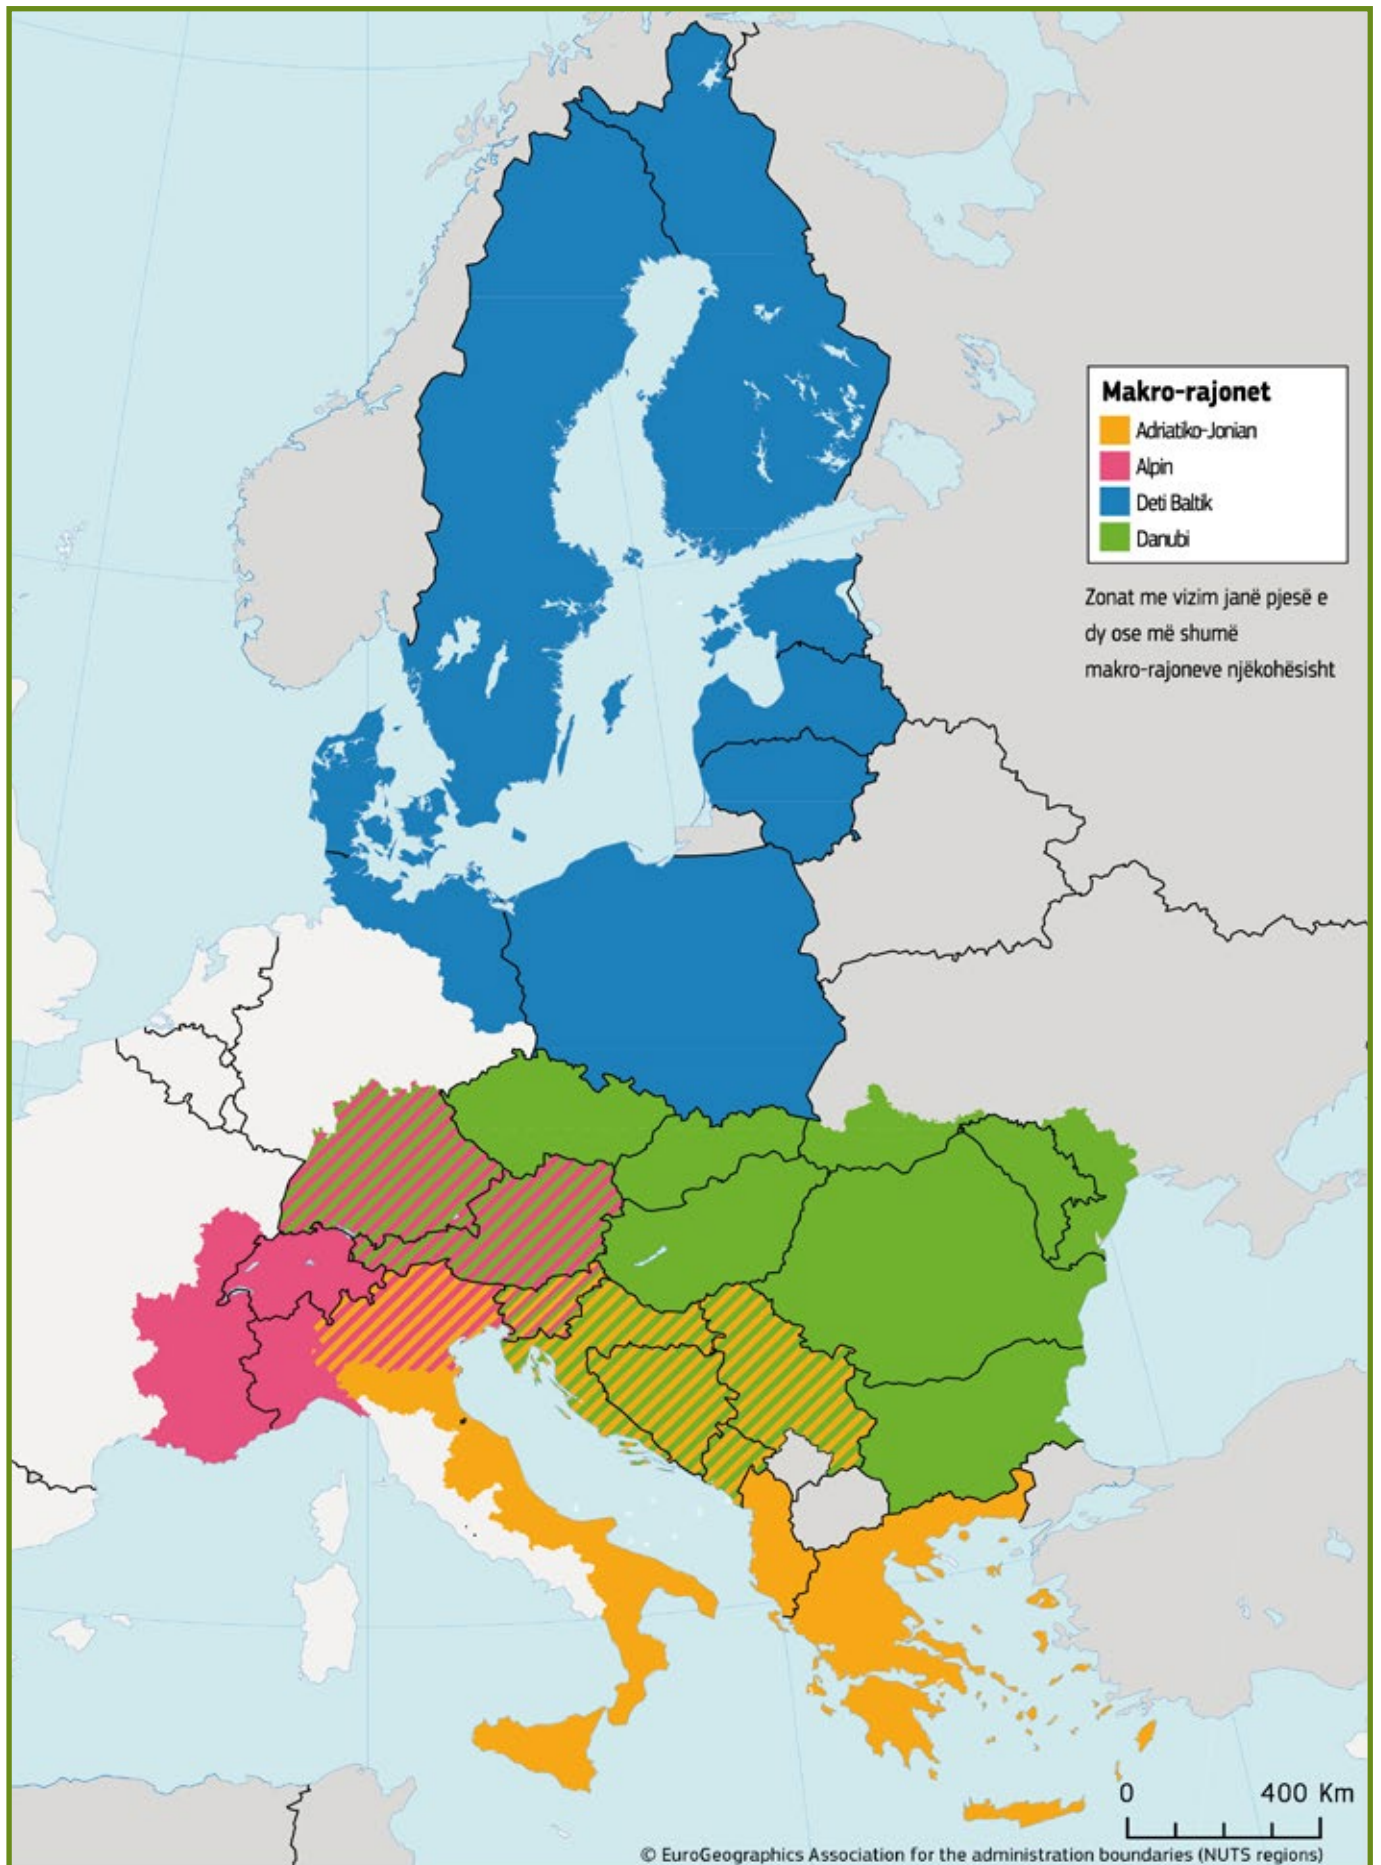 Makro-rajonet
Adriatiko-Jonian
Alpin
Deti Baltik
Danubi
Zonat me vizim janë pjesë e
dy ose më shumë
makro-rajoneve njëkohësisht
0 400 Km
© EuroGeographics Association for the administration boundaries (NUTS regions)